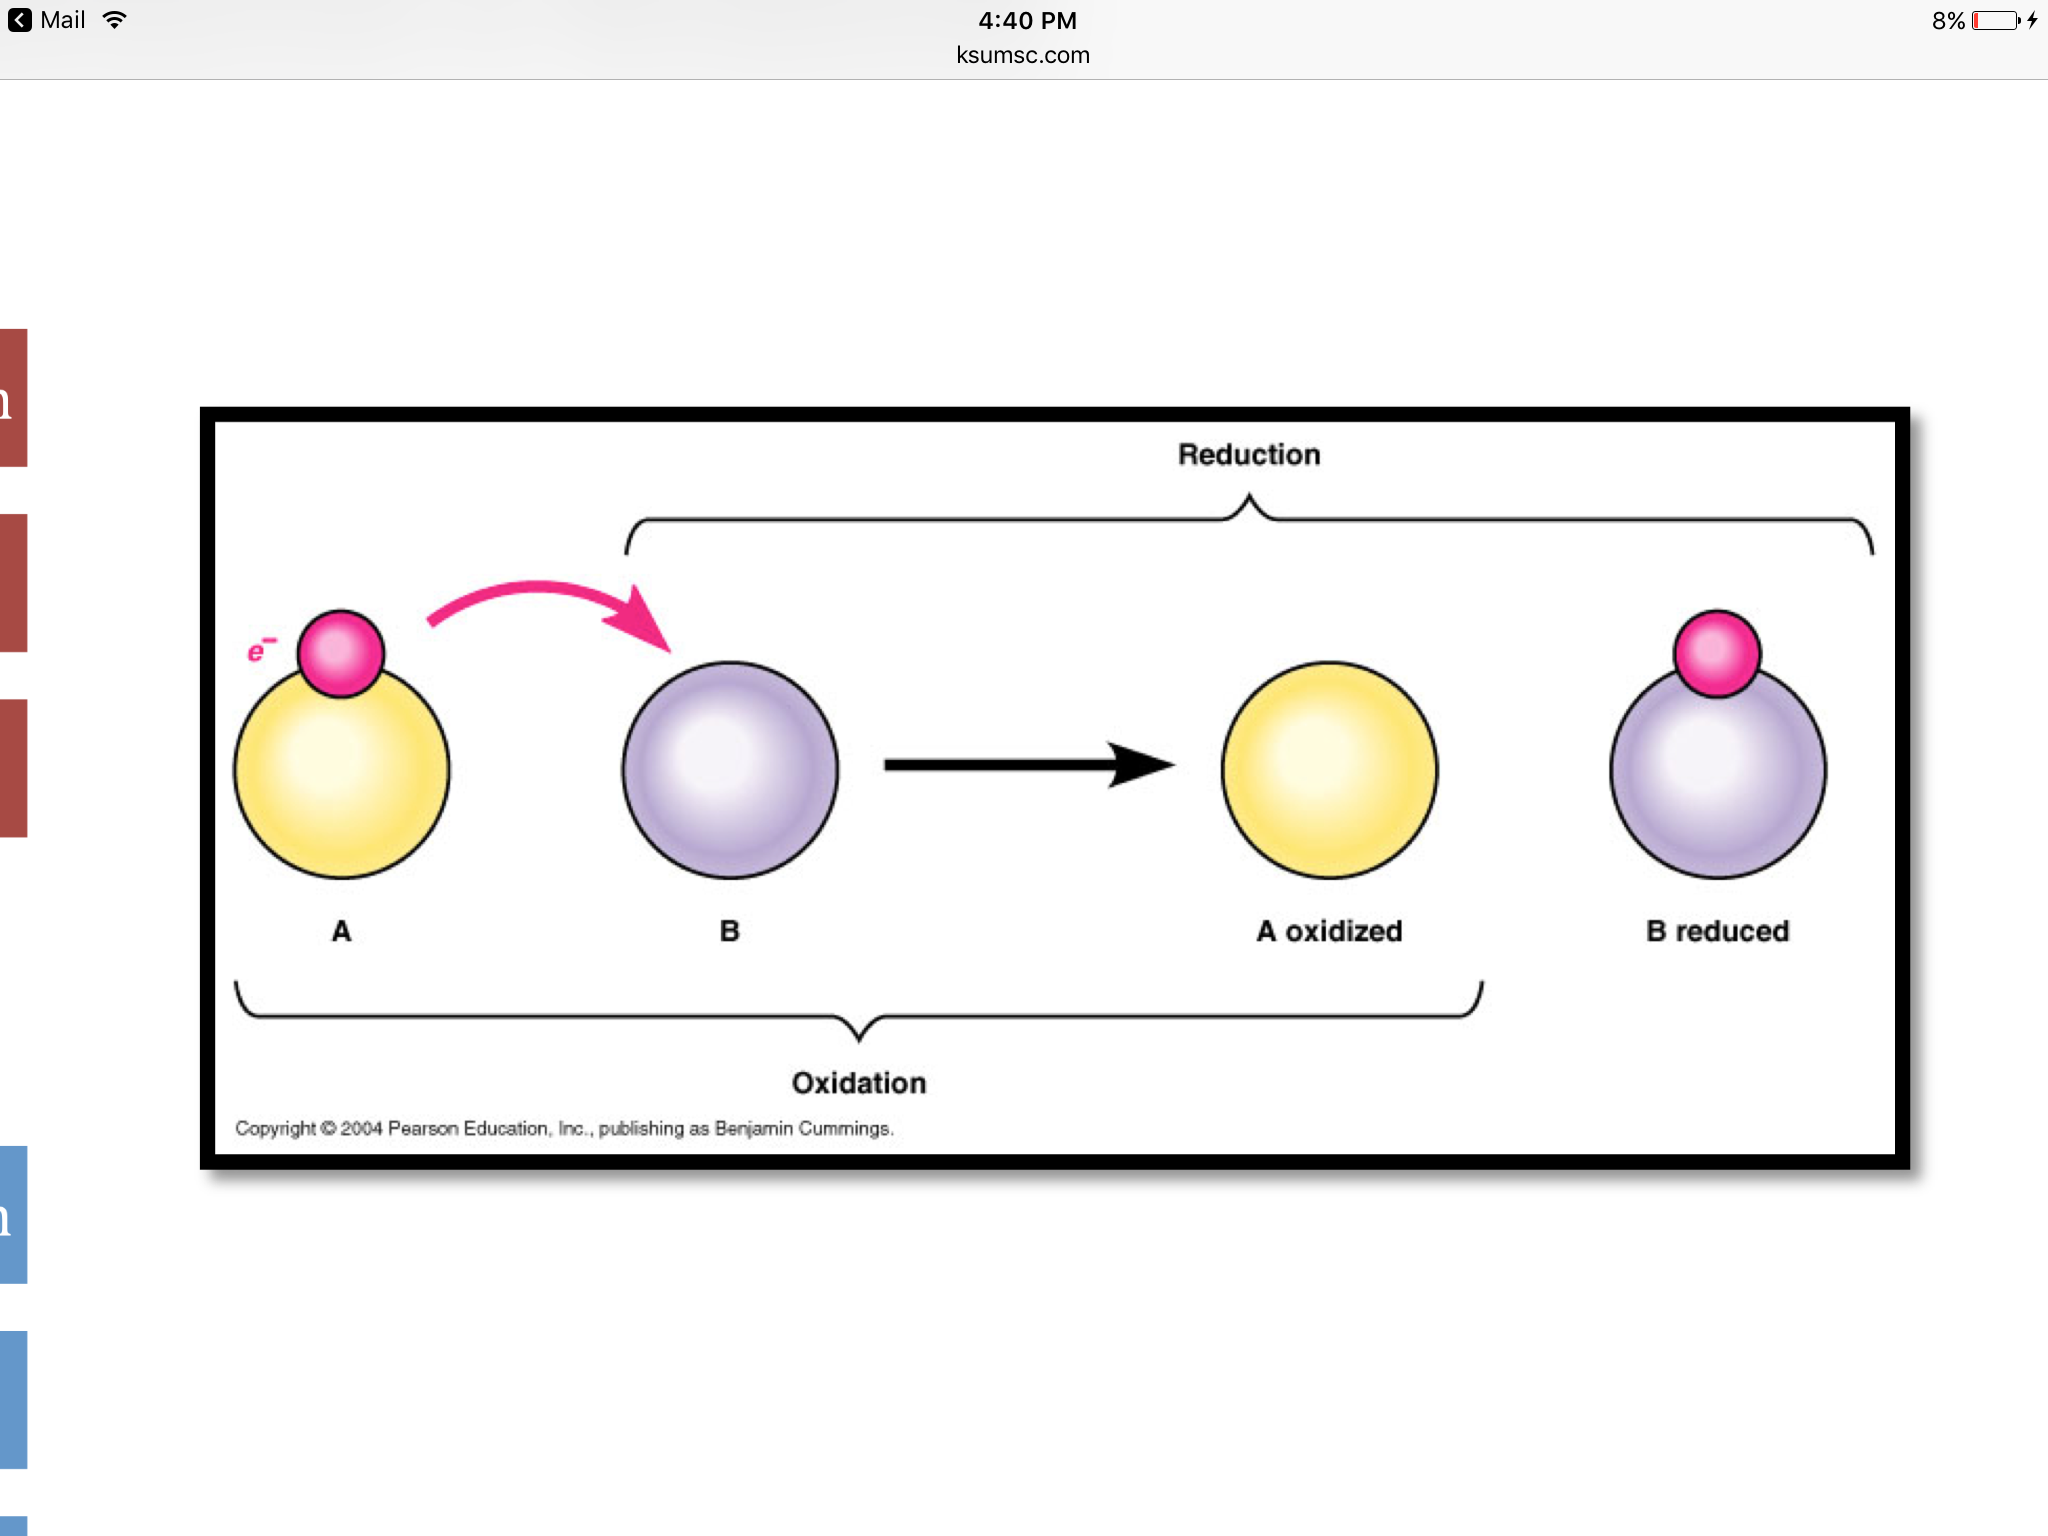 Mail
4:40 PM
8%
ksumsc.com
n
Reduction
e⁻
A
B
A oxidized
B reduced
Oxidation
Copyright © 2004 Pearson Education, Inc., publishing as Benjamin Cummings.
n